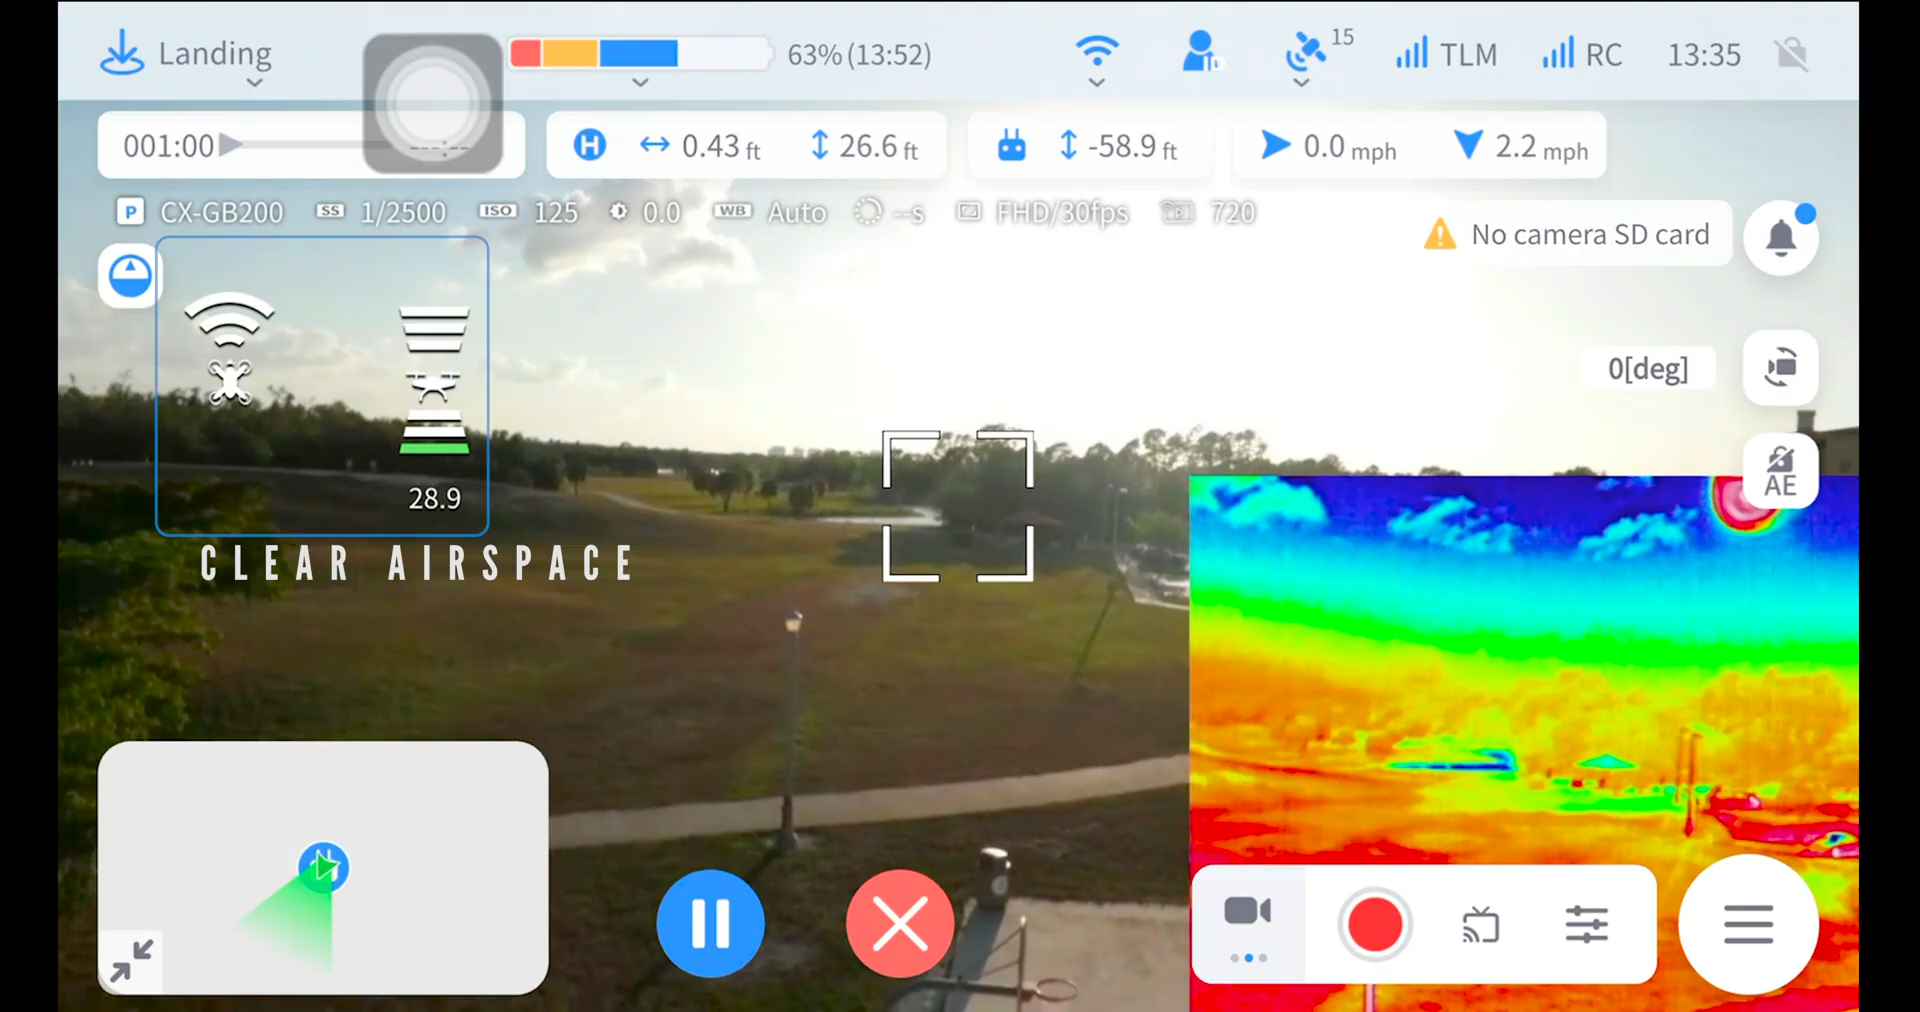 Landing
63% (13:52)
ID
15
TLM
RC
13:35
001:00
--:--
H
0.43 ft
26.6 ft
-58.9 ft
0.0 mph
2.2 mph
P CX-GB200 SS 1/2500 ISO 125 0.0 WB Auto --s FHD/30fps 720
No camera SD card
0[deg]
AE
28.9
CLEAR AIRSPACE